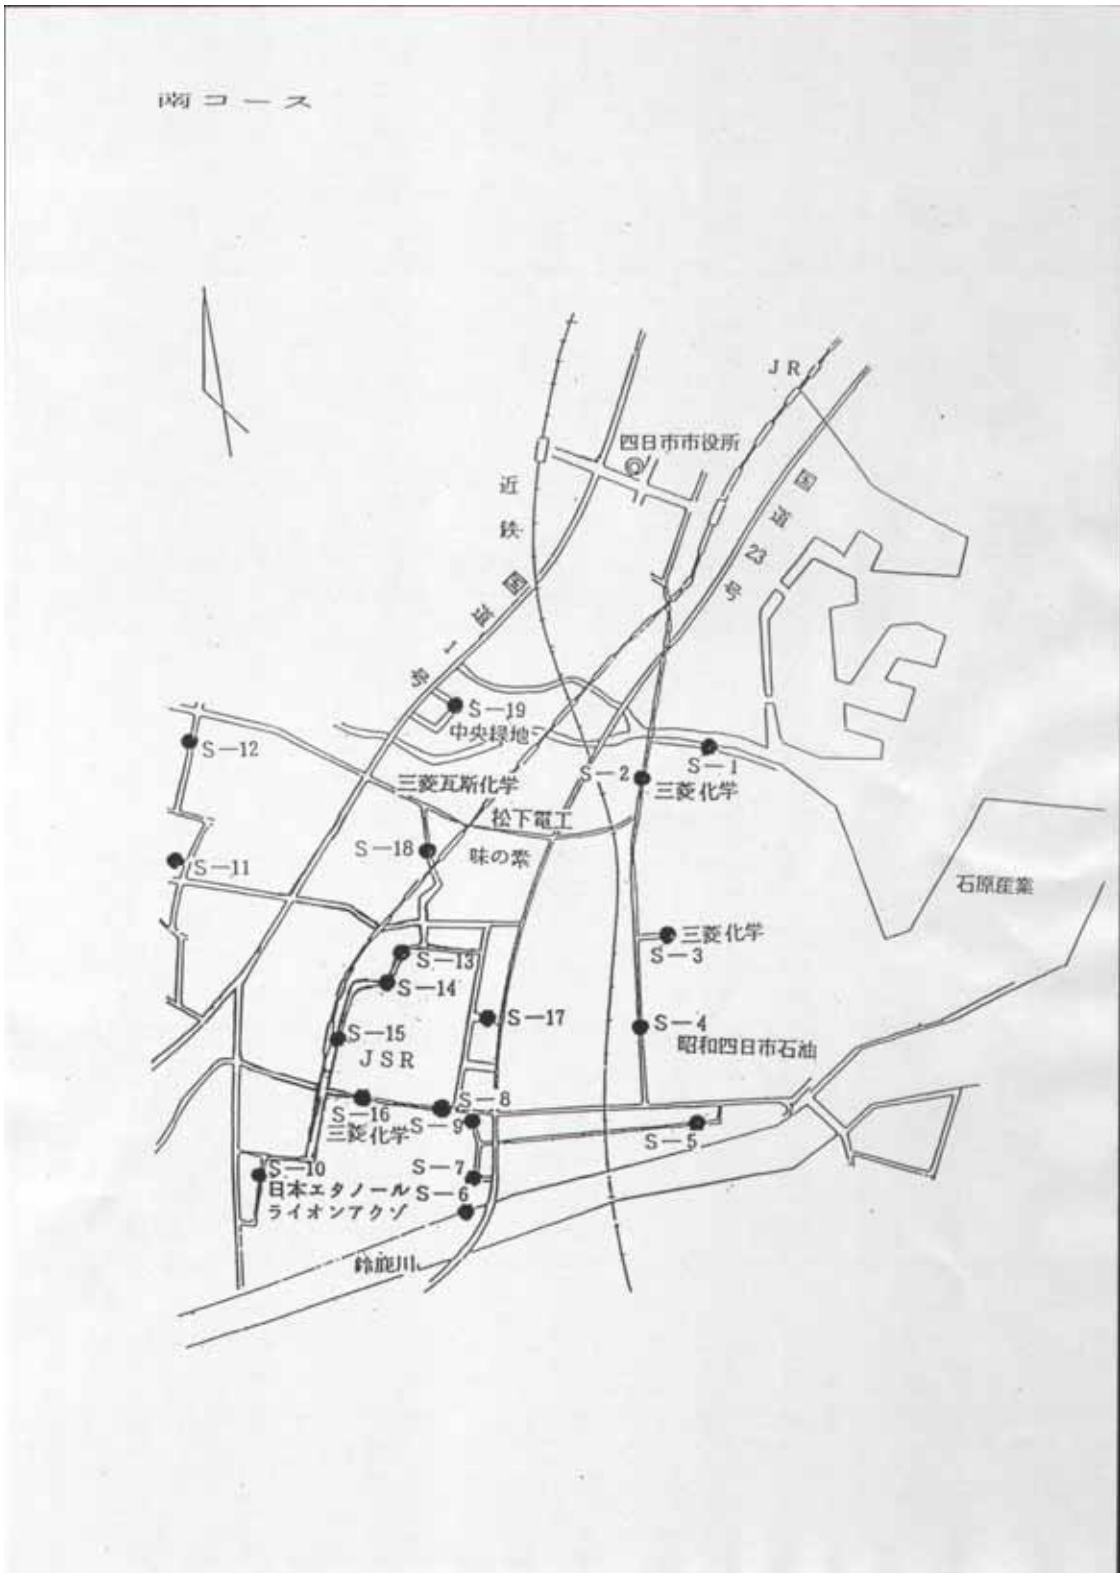 南コース
JR
四日市市役所
近鉄
国道23号
国道1号
S-19
中央緑地
S-12
S-1
S-2
三菱化学
三菱瓦斯化学
松下電工
S-18
味の素
S-11
石原産業
三菱化学
S-3
S-13
S-14
S-17
S-4
S-15
昭和四日市石油
JSR
S-8
S-16
S-9
三菱化学
S-5
S-10
S-7
日本エタノール
S-6
ライオンアクゾ
鈴鹿川